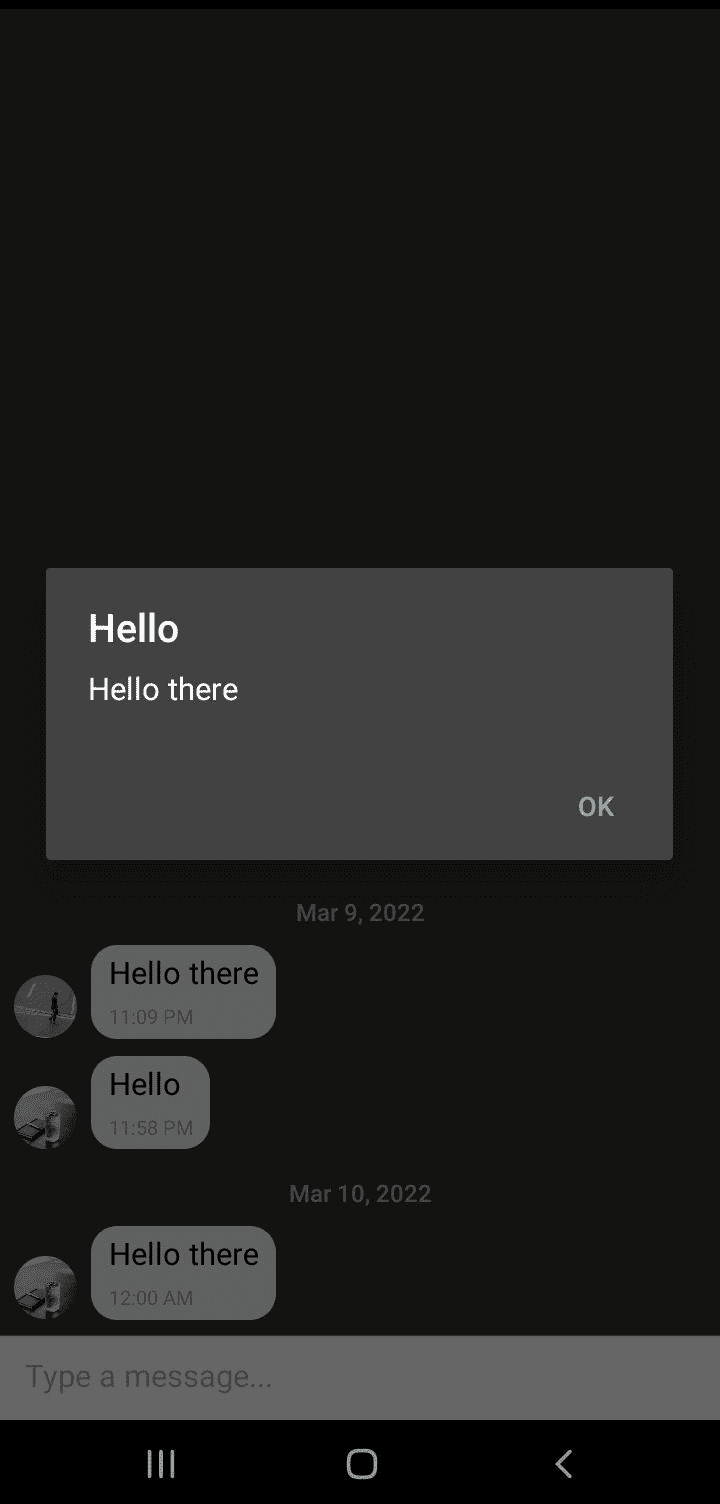 Hello
Hello there
OK
Mar 9, 2022
Hello there
11:09 PM
Hello
11:58 PM
Mar 10, 2022
Hello there
12:00 AM
Type a message...